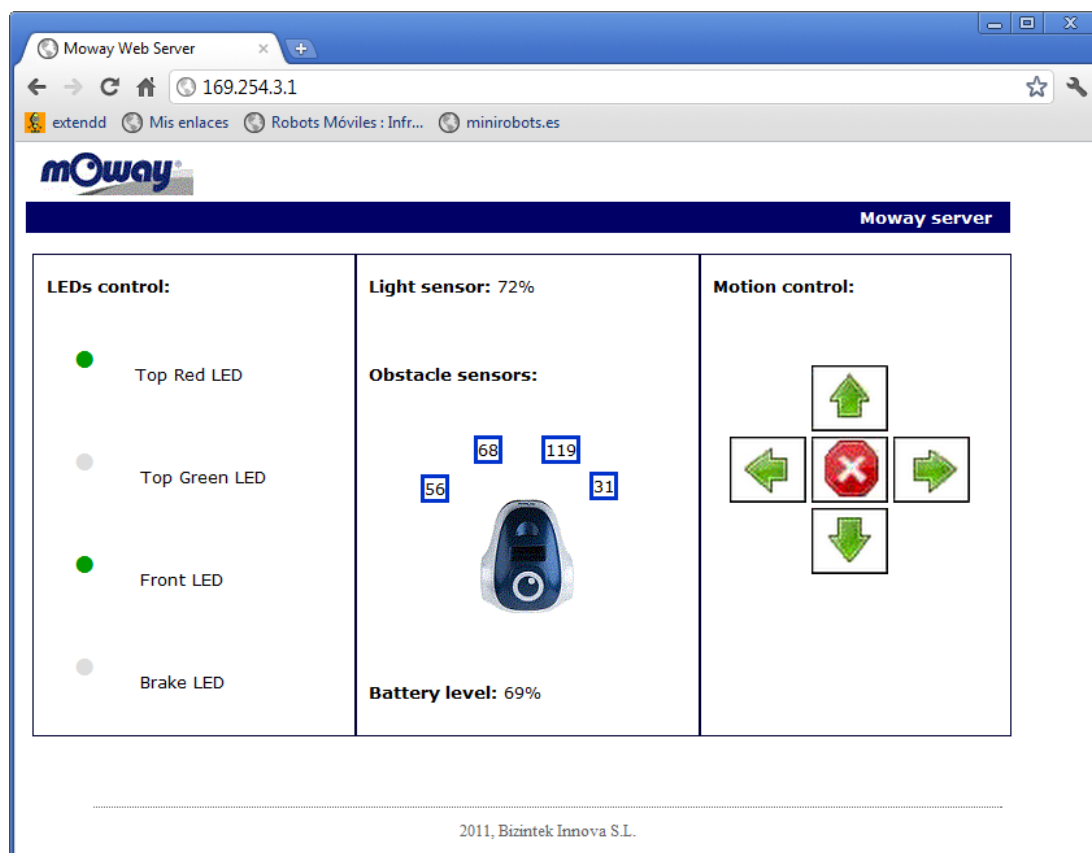 Moway Web Server
169.254.3.1
extendd Mis enlaces Robots Móviles : Infr... minirobots.es
mOway
Moway server
LEDs control:
Top Red LED
Top Green LED
Front LED
Brake LED
Light sensor: 72%
Obstacle sensors:
68 119
56 31
Battery level: 69%
Motion control:
2011, Bizintek Innova S.L.